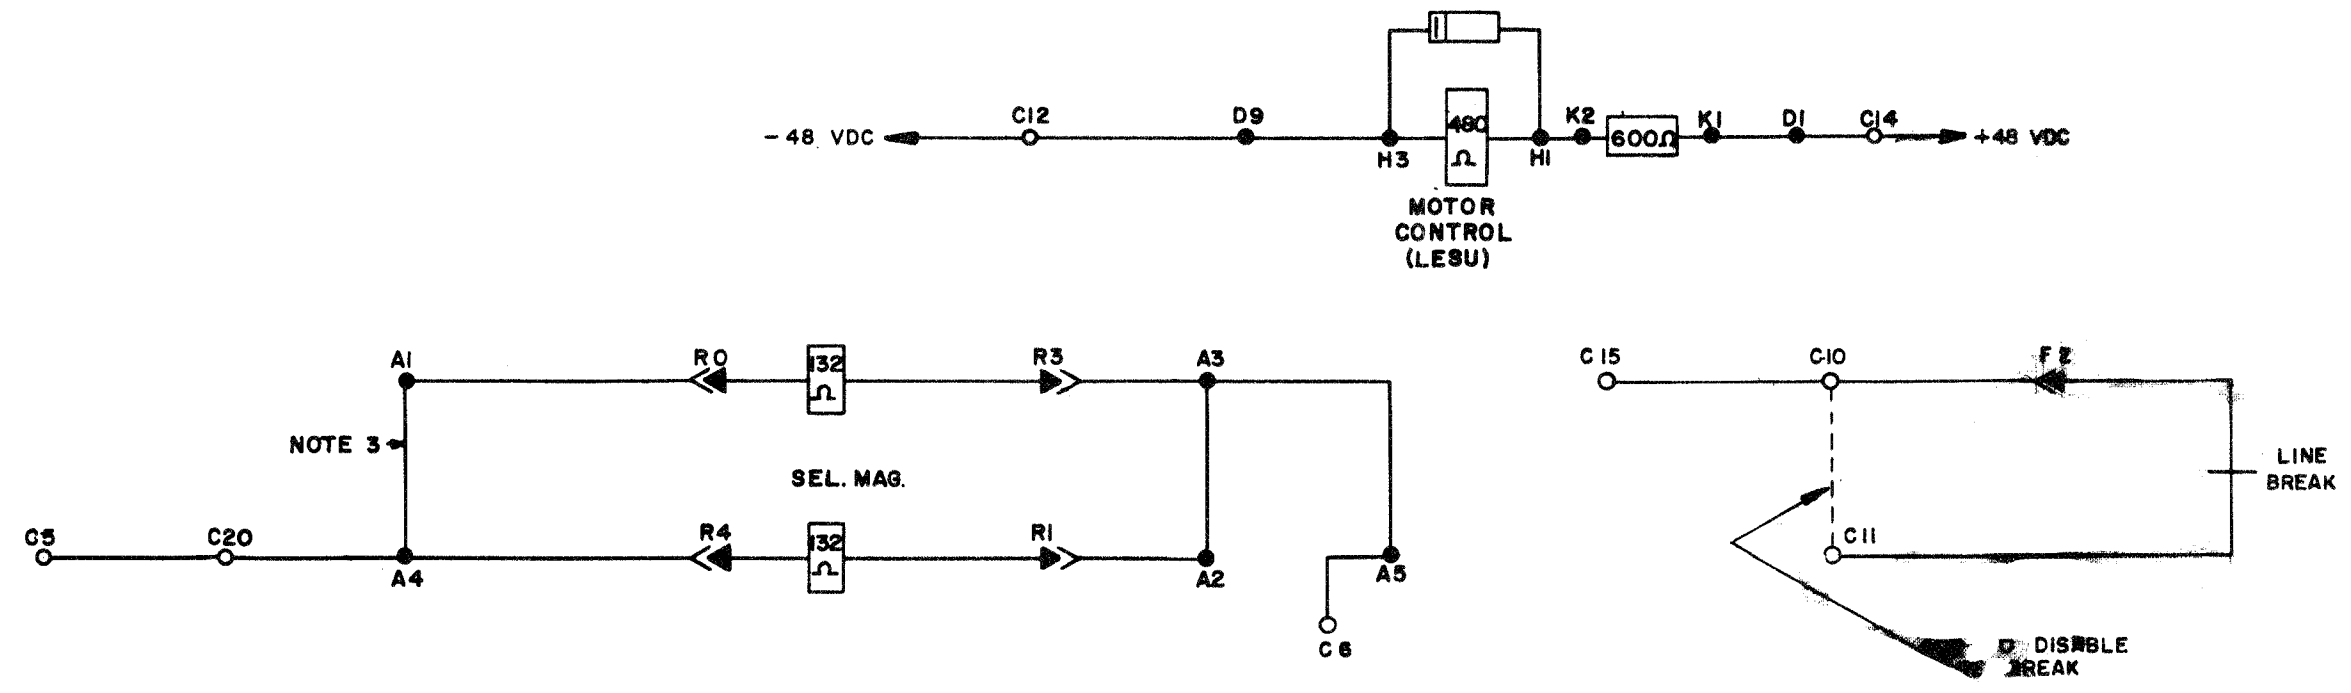 C12 D9 K2 K1 D1 C14
- 48 VDC 480 Ω 600Ω +48 VDC
H3 H1
MOTOR
CONTROL
(LESU)
A1 R0 132 Ω R3 A3
C15 C10
NOTE 3
SEL. MAG.
LINE
BREAK
C5 C20 R4 132 Ω R1 C11
A4 A2 A5
C6
DISABLE
BREAK